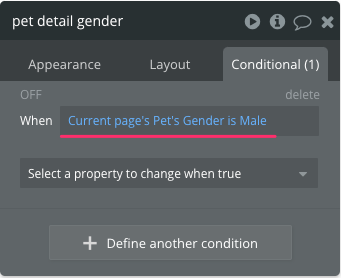 pet detail gender
Appearance Layout Conditional (1)
OFF delete
When Current page's Pet's Gender is Male
Select a property to change when true
Define another condition